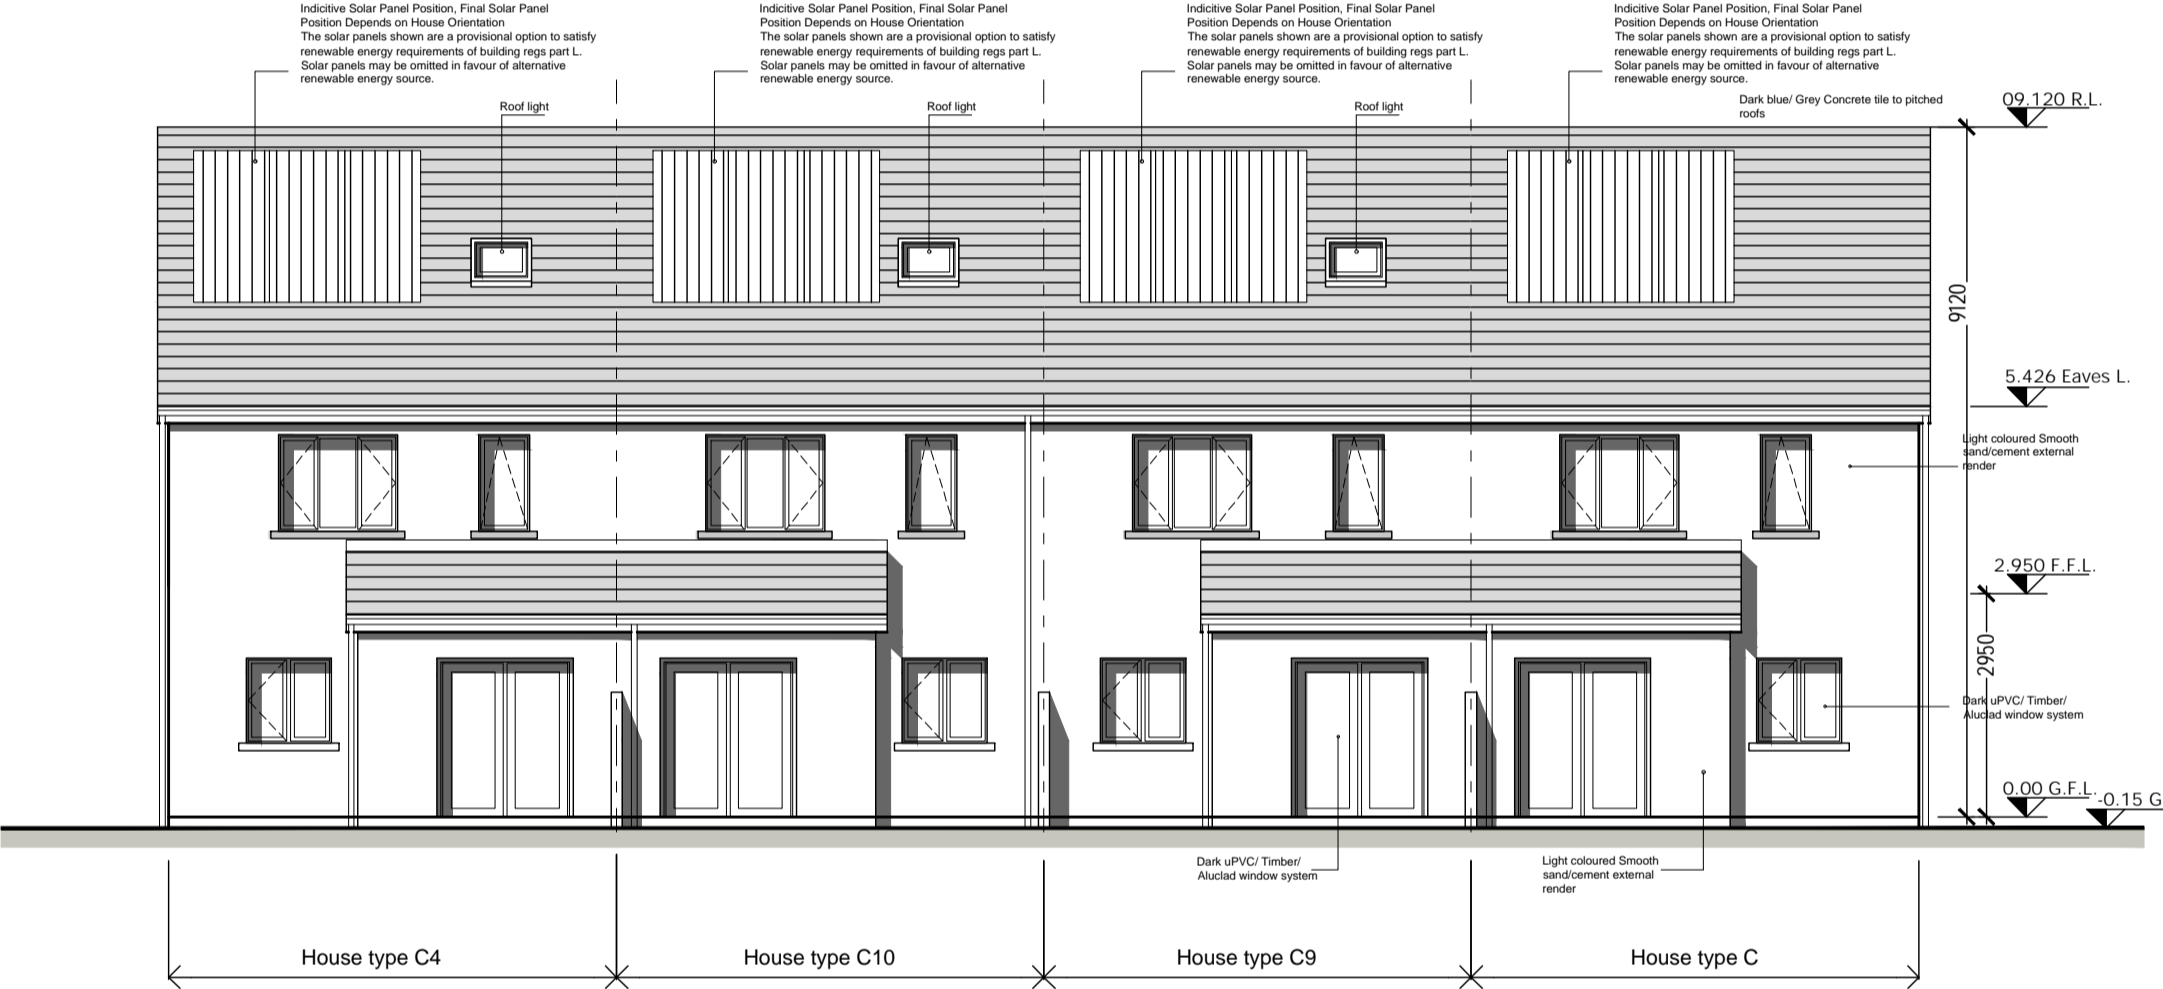 Indicitive Solar Panel Position, Final Solar Panel
Position Depends on House Orientation
The solar panels shown are a provisional option to satisfy
renewable energy requirements of building regs part L.
Solar panels may be omitted in favour of alternative
renewable energy source.
Indicitive Solar Panel Position, Final Solar Panel
Position Depends on House Orientation
The solar panels shown are a provisional option to satisfy
renewable energy requirements of building regs part L.
Solar panels may be omitted in favour of alternative
renewable energy source.
Indicitive Solar Panel Position, Final Solar Panel
Position Depends on House Orientation
The solar panels shown are a provisional option to satisfy
renewable energy requirements of building regs part L.
Solar panels may be omitted in favour of alternative
renewable energy source.
Indicitive Solar Panel Position, Final Solar Panel
Position Depends on House Orientation
The solar panels shown are a provisional option to satisfy
renewable energy requirements of building regs part L.
Solar panels may be omitted in favour of alternative
renewable energy source.
Roof light
Roof light
Roof light
Dark blue/ Grey Concrete tile to pitched
roofs
09.120 R.L.
9120
5.426 Eaves L.
Light coloured Smooth
sand/cement external
render
2.950 F.F.L.
2950
Dark uPVC/ Timber/
Aluclad window system
0.00 G.F.L.
-0.15 G
Dark uPVC/ Timber/
Aluclad window system
Light coloured Smooth
sand/cement external
render
House type C4
House type C10
House type C9
House type C